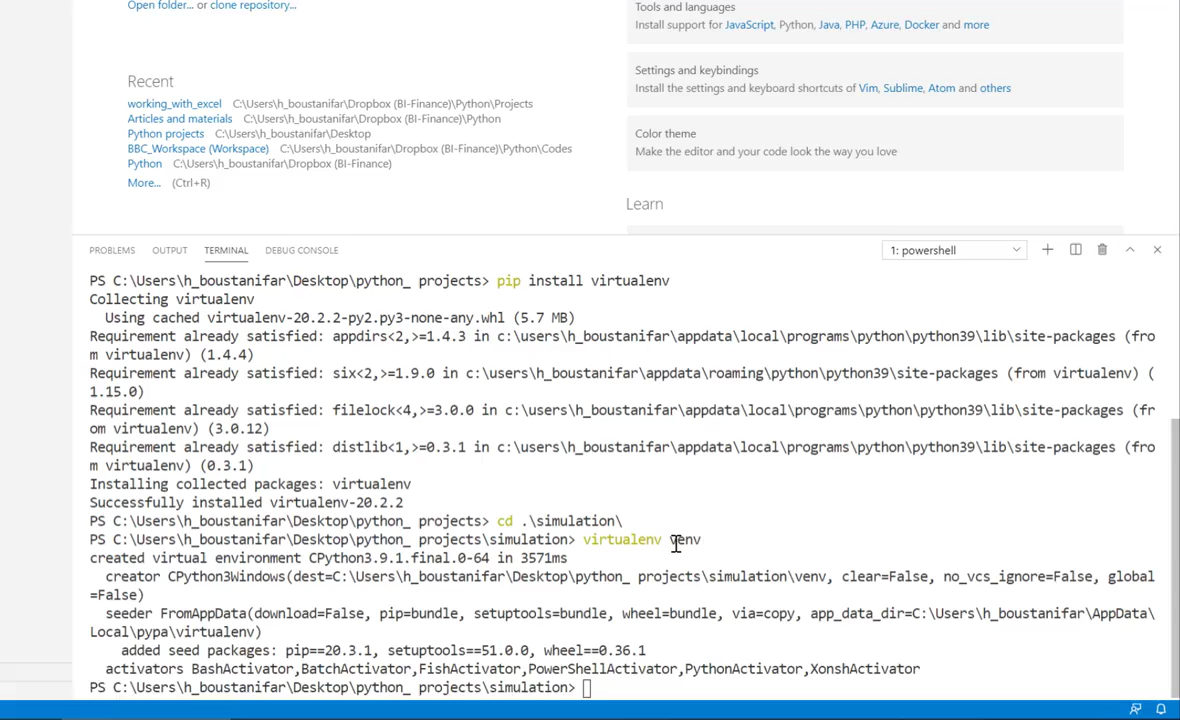 Open folder... or clone repository...
Tools and languages
Install support for JavaScript, Python, Java, PHP, Azure, Docker and more
Recent
Settings and keybindings
Install the settings and keyboard shortcuts of Vim, Sublime, Atom and others
working_with_excel C:\Users\h_boustanifar\Dropbox (BI-Finance)\Python\Projects
Articles and materials C:\Users\h_boustanifar\Dropbox (BI-Finance)\Python
Python projects C:\Users\h_boustanifar\Desktop
BBC_Workspace (Workspace) C:\Users\h_boustanifar\Dropbox (BI-Finance)\Python\Codes
Python C:\Users\h_boustanifar\Dropbox (BI-Finance)
More... (Ctrl+R)
Color theme
Make the editor and your code look the way you love
Learn
PROBLEMS OUTPUT TERMINAL DEBUG CONSOLE 1: powershell
PS C:\Users\h_boustanifar\Desktop\python_ projects> pip install virtualenv
Collecting virtualenv
Using cached virtualenv-20.2.2-py2.py3-none-any.whl (5.7 MB)
Requirement already satisfied: appdirs<2,>=1.4.3 in c:\users\h_boustanifar\appdata\local\programs\python\python39\lib\site-packages (fro
m virtualenv) (1.4.4)
Requirement already satisfied: six<2,>=1.9.0 in c:\users\h_boustanifar\appdata\roaming\python\python39\site-packages (from virtualenv) (
1.15.0)
Requirement already satisfied: filelock<4,>=3.0.0 in c:\users\h_boustanifar\appdata\local\programs\python\python39\lib\site-packages (fr
om virtualenv) (3.0.12)
Requirement already satisfied: distlib<1,>=0.3.1 in c:\users\h_boustanifar\appdata\local\programs\python\python39\lib\site-packages (fro
m virtualenv) (0.3.1)
Installing collected packages: virtualenv
Successfully installed virtualenv-20.2.2
PS C:\Users\h_boustanifar\Desktop\python_ projects> cd .\simulation\
PS C:\Users\h_boustanifar\Desktop\python_ projects\simulation> virtualenv venv
created virtual environment CPython3.9.1.final.0-64 in 3571ms
creator CPython3Windows(dest=C:\Users\h_boustanifar\Desktop\python_ projects\simulation\venv, clear=False, no_vcs_ignore=False, global
=False)
seeder FromAppData(download=False, pip=bundle, setuptools=bundle, wheel=bundle, via=copy, app_data_dir=C:\Users\h_boustanifar\AppData\
Local\pypa\virtualenv)
added seed packages: pip==20.3.1, setuptools==51.0.0, wheel==0.36.1
activators BashActivator,BatchActivator,FishActivator,PowerShellActivator,PythonActivator,XonshActivator
PS C:\Users\h_boustanifar\Desktop\python_ projects\simulation>